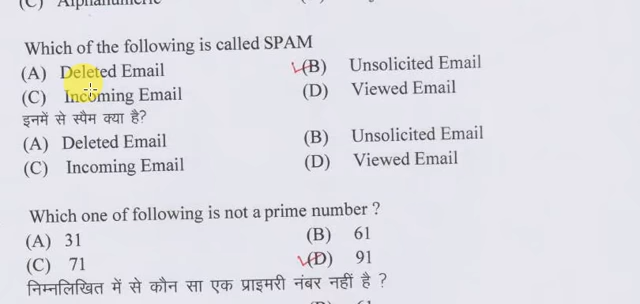 (C) Alphanumeric
Which of the following is called SPAM
(A) Deleted Email (B) Unsolicited Email
(C) Incoming Email (D) Viewed Email
इनमें से स्पैम क्या है?
(A) Deleted Email (B) Unsolicited Email
(C) Incoming Email (D) Viewed Email
Which one of following is not a prime number ?
(A) 31 (B) 61
(C) 71 (D) 91
निम्नलिखित में से कौन सा एक प्राइमरी नंबर नहीं है ?